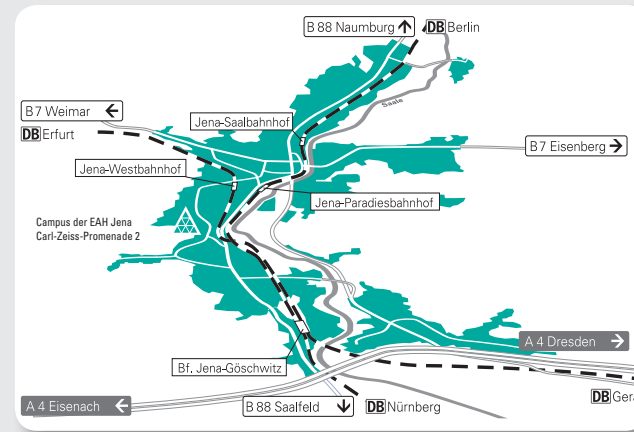 B 88 Naumburg ↑
DB Berlin
Saale
B 7 Weimar ←
DB Erfurt
Jena-Saalbahnhof
B 7 Eisenberg →
Jena-Westbahnhof
Jena-Paradiesbahnhof
Campus der EAH Jena
Carl-Zeiss-Promenade 2
A 4 Dresden →
Bf. Jena-Göschwitz
DB Gera
A 4 Eisenach ←
B 88 Saalfeld ↓
DB Nürnberg